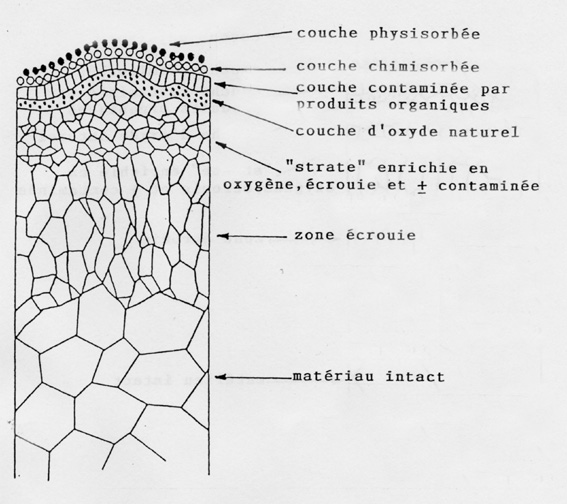 couche physisorbée
couche chimisorbée
couche contaminée par
produits organiques
couche d'oxyde naturel
"strate" enrichie en
oxygène,écrouie et ± contaminée
zone écrouie
matériau intact